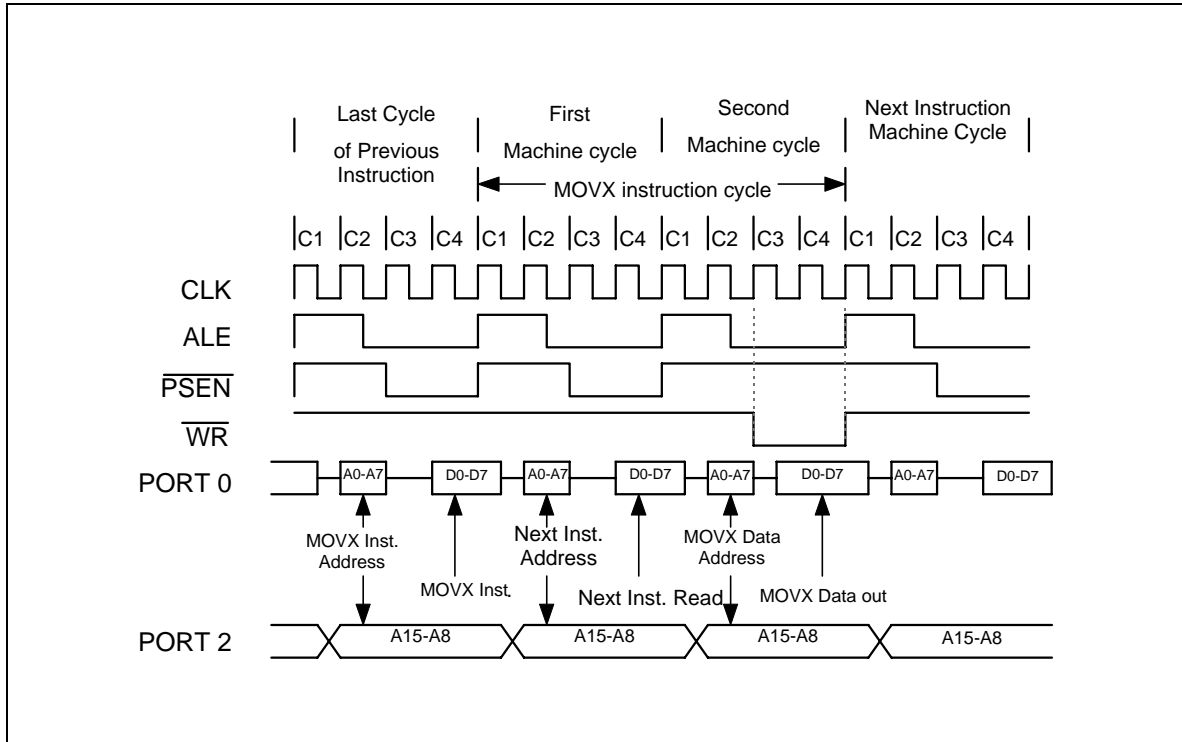 Last Cycle
of Previous
Instruction
First
Machine cycle
Second
Machine cycle
Next Instruction
Machine Cycle
MOVX instruction cycle
C1 C2 C3 C4 C1 C2 C3 C4 C1 C2 C3 C4 C1 C2 C3 C4
CLK
ALE
PSEN
WR
PORT 0
A0-A7 D0-D7 A0-A7 D0-D7 A0-A7 D0-D7 A0-A7 D0-D7
MOVX Inst.
Address
MOVX Inst.
Next Inst.
Address
Next Inst. Read
MOVX Data
Address
MOVX Data out
PORT 2
A15-A8 A15-A8 A15-A8 A15-A8